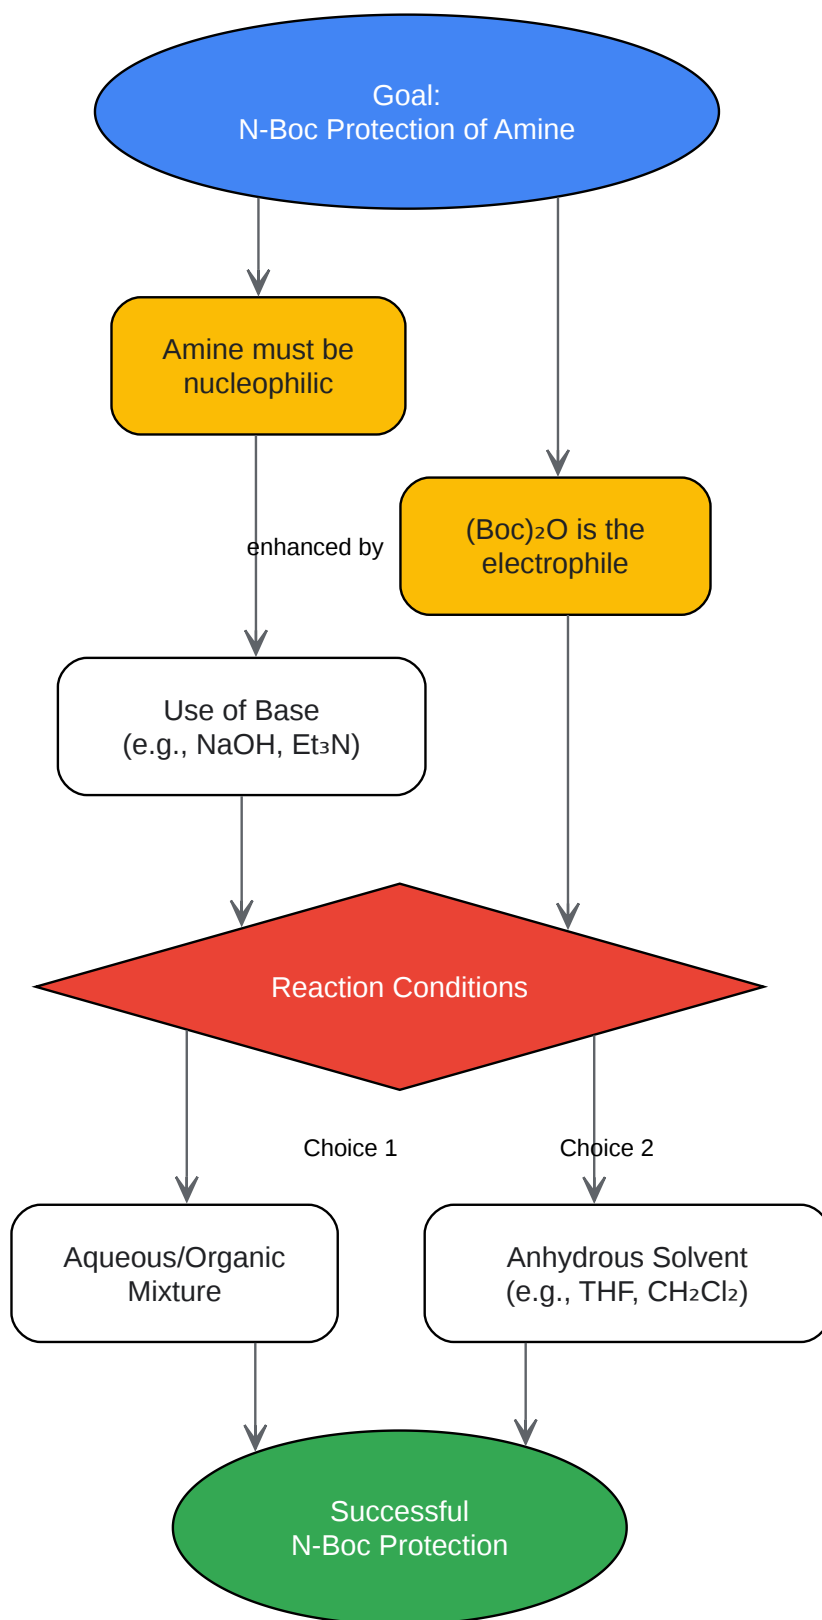 Goal:
N-Boc Protection of Amine
Amine must be
nucleophilic
(Boc)₂O is the
electrophile
enhanced by
Use of Base
(e.g., NaOH, Et₃N)
Reaction Conditions
Choice 1
Choice 2
Aqueous/Organic
Mixture
Anhydrous Solvent
(e.g., THF, CH₂Cl₂)
Successful
N-Boc Protection